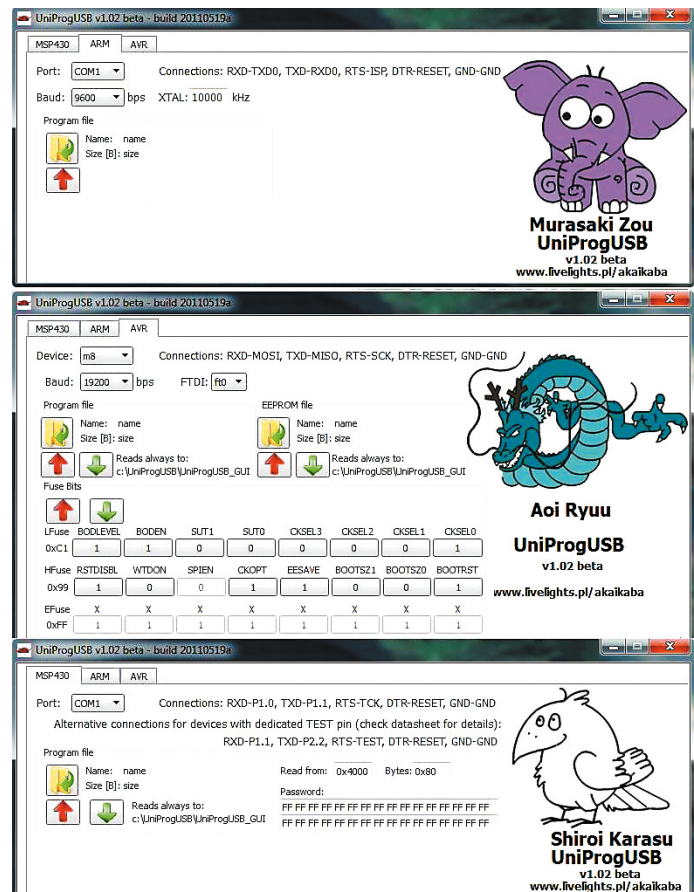 UniProgUSB v1.02 beta - build 20110519a
MSP430 ARM AVR
Port: COM1 Connections: RXD-TXD0, TXD-RXD0, RTS-ISP, DTR-RESET, GND-GND
Baud: 9600 bps XTAL: 10000 kHz
Program file
Name: name
Size [B]: size
Murasaki Zou
UniProgUSB
v1.02 beta
www.livelights.pl/akaikaba
UniProgUSB v1.02 beta - build 20110519a
MSP430 ARM AVR
Device: m8 Connections: RXD-MOSI, TXD-MISO, RTS-SCK, DTR-RESET, GND-GND
Baud: 19200 bps FTDI: ft0
Program file EEPROM file
Name: name Name: name
Size [B]: size Size [B]: size
Reads always to: Reads always to:
c:\UniProgUSB\UniProgUSB_GUI c:\UniProgUSB\UniProgUSB_GUI
Fuse Bits
LFuse BODLEVEL BODEN SUT1 SUT0 CKSEL3 CKSEL2 CKSEL1 CKSEL0
0xC1 1 1 0 0 0 0 0 1
HFuse RSTDISBL WTDON SPIEN CKOPT EESAVE BOOTSZ1 BOOTSZ0 BOOTRST
0x99 1 0 0 1 1 0 0 1
EFuse X X X X X X X X
0xFF 1 1 1 1 1 1 1 1
Aoi Ryuu
UniProgUSB
v1.02 beta
www.livelights.pl/akaikaba
UniProgUSB v1.02 beta - build 20110519a
MSP430 ARM AVR
Port: COM1 Connections: RXD-P1.0, TXD-P1.1, RTS-TCK, DTR-RESET, GND-GND
Alternative connections for devices with dedicated TEST pin (check datasheet for details):
RXD-P1.1, TXD-P2.2, RTS-TEST, DTR-RESET, GND-GND
Program file
Name: name Read from: 0x4000 Bytes: 0x80
Size [B]: size
Password:
Reads always to: FF FF FF FF FF FF FF FF FF FF FF FF FF FF FF FF
c:\UniProgUSB\UniProgUSB_GUI FF FF FF FF FF FF FF FF FF FF FF FF FF FF FF FF
Shiroi Karasu
UniProgUSB
v1.02 beta
www.livelights.pl/akaikaba